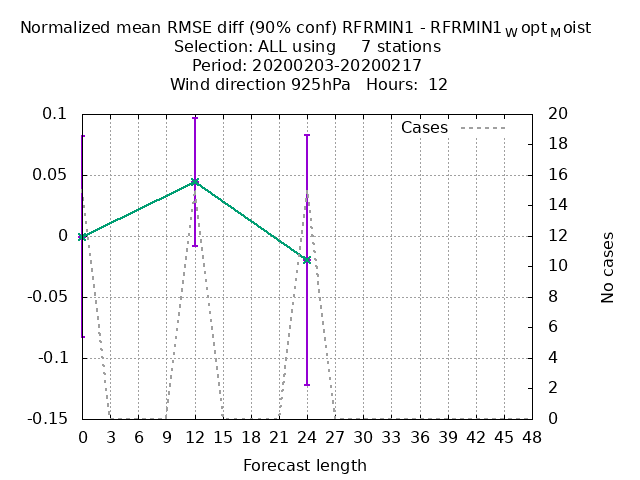 Normalized mean RMSE diff (90% conf) RFRMIN1 - RFRMIN1WoptMoist
Selection: ALL using 7 stations
Period: 20200203-20200217
Wind direction 925hPa Hours: 12
Cases
0.1
0.05
0
-0.05
-0.1
-0.15
20
18
16
14
12
10
8
6
4
2
0
No cases
0 3 6 9 12 15 18 21 24 27 30 33 36 39 42 45 48
Forecast length